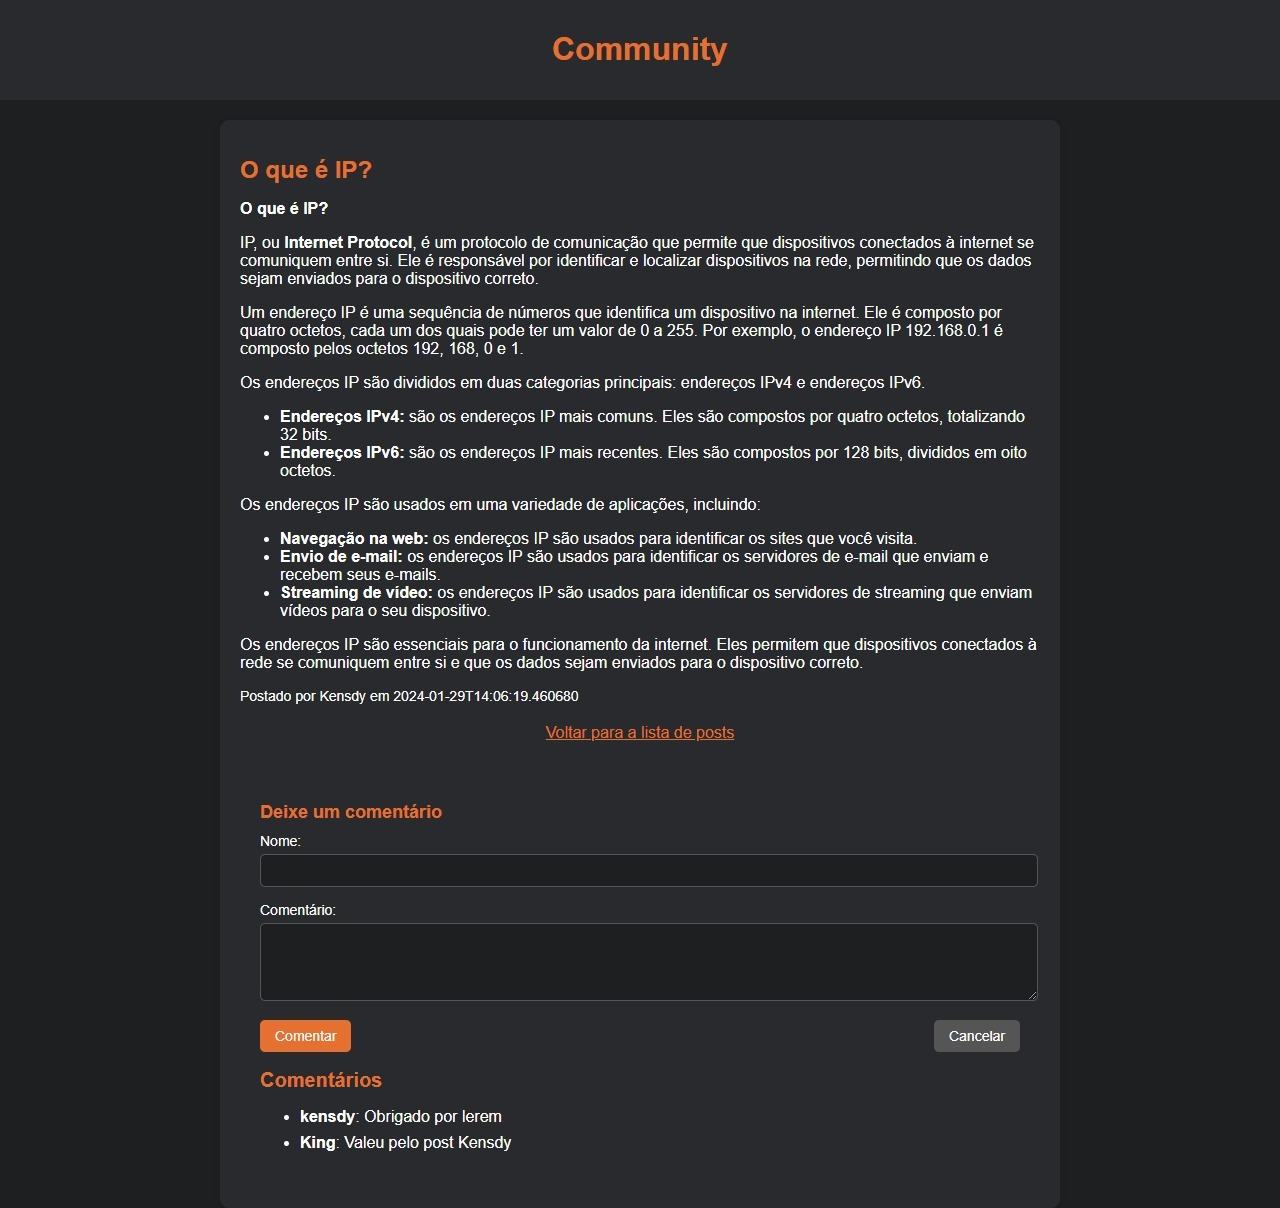 Community
O que é IP?
O que é IP?
IP, ou Internet Protocol, é um protocolo de comunicação que permite que dispositivos conectados à internet se
comuniquem entre si. Ele é responsável por identificar e localizar dispositivos na rede, permitindo que os dados
sejam enviados para o dispositivo correto.
Um endereço IP é uma sequência de números que identifica um dispositivo na internet. Ele é composto por
quatro octetos, cada um dos quais pode ter um valor de 0 a 255. Por exemplo, o endereço IP 192.168.0.1 é
composto pelos octetos 192, 168, 0 e 1.
Os endereços IP são divididos em duas categorias principais: endereços IPv4 e endereços IPv6.
• Endereços IPv4: são os endereços IP mais comuns. Eles são compostos por quatro octetos, totalizando
32 bits.
• Endereços IPv6: são os endereços IP mais recentes. Eles são compostos por 128 bits, divididos em oito
octetos.
Os endereços IP são usados em uma variedade de aplicações, incluindo:
• Navegação na web: os endereços IP são usados para identificar os sites que você visita.
• Envio de e-mail: os endereços IP são usados para identificar os servidores de e-mail que enviam e
recebem seus e-mails.
• Streaming de vídeo: os endereços IP são usados para identificar os servidores de streaming que enviam
vídeos para o seu dispositivo.
Os endereços IP são essenciais para o funcionamento da internet. Eles permitem que dispositivos conectados à
rede se comuniquem entre si e que os dados sejam enviados para o dispositivo correto.
Postado por Kensdy em 2024-01-29T14:06:19.460680
Voltar para a lista de posts
Deixe um comentário
Nome:
Comentário:
Comentar
Cancelar
Comentários
• kensdy: Obrigado por lerem
• King: Valeu pelo post Kensdy